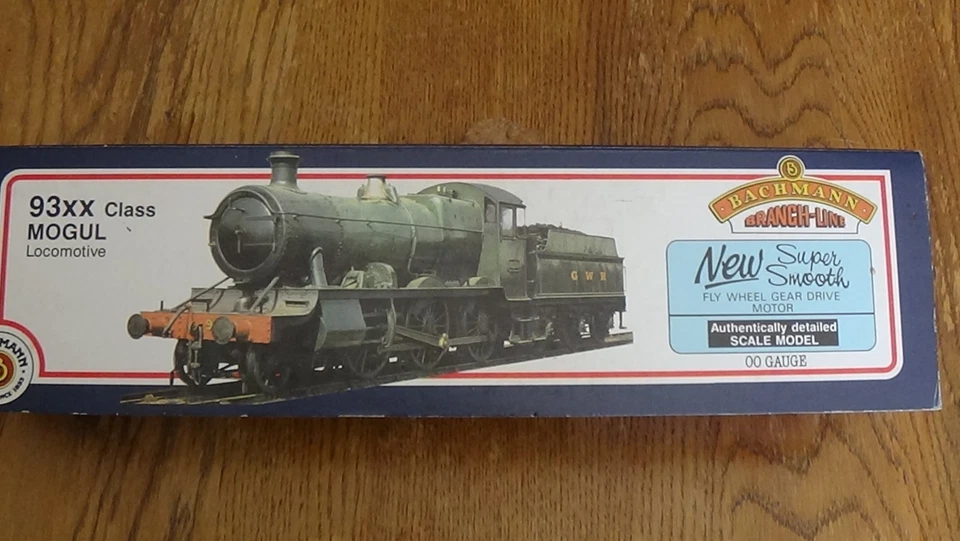 93xx Class
MOGUL
Locomotive
B
BACHMANN
BRANCH-LINE
New Super
Smooth
FLY WHEEL GEAR DRIVE
MOTOR
Authentically detailed
SCALE MODEL
OO GAUGE
G W R